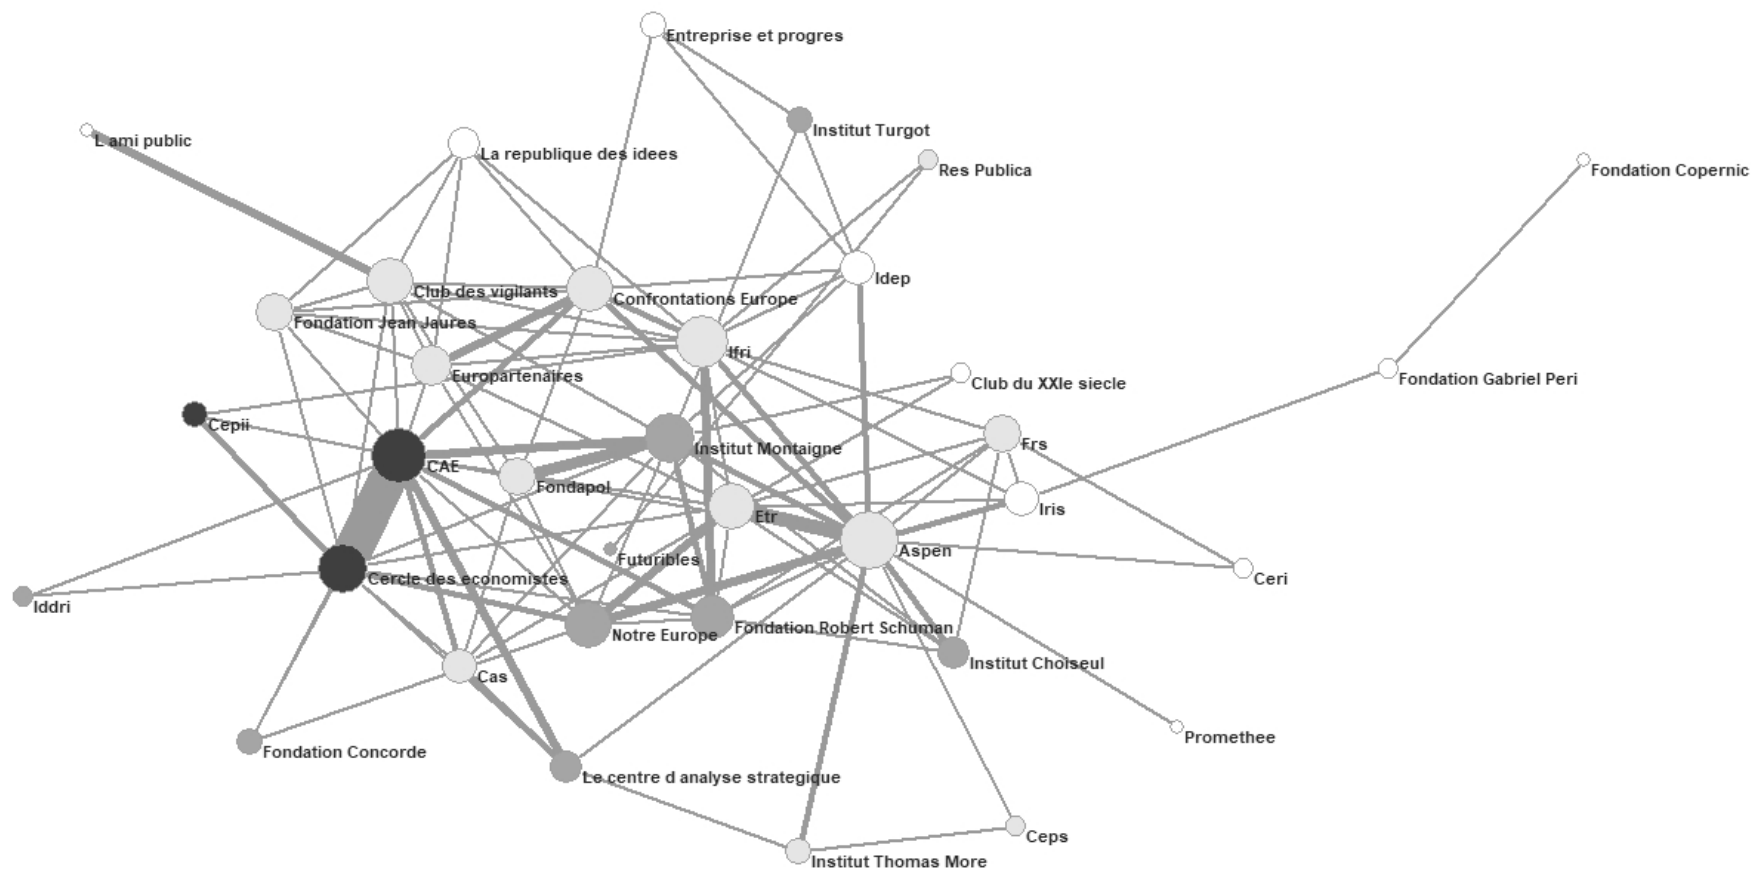 Entreprise et progres
Institut Turgot
L ami public
La republique des idees
Res Publica
Fondation Copernic
Idep
Club des vigilants
Confrontations Europe
Fondation Jean Jaures
Ifri
Europartenaires
Club du XXIe siecle
Fondation Gabriel Peri
Cepii
Frs
Institut Montaigne
CAE
Fondapol
Iris
Etr
Aspen
Futuribles
Cercle des economistes
Ceri
Iddri
Notre Europe
Fondation Robert Schuman
Institut Choiseul
Cas
Promethee
Fondation Concorde
Le centre d analyse strategique
Ceps
Institut Thomas More